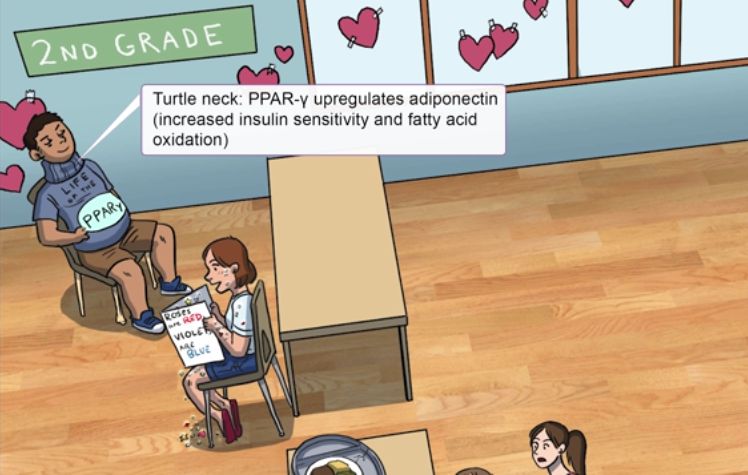 2ND GRADE
Turtle neck: PPAR-γ upregulates adiponectin
(increased insulin sensitivity and fatty acid
oxidation)
LIFE
OF THE
PPARγ
ROSES
are RED
VIOLET
ARE
BLUE